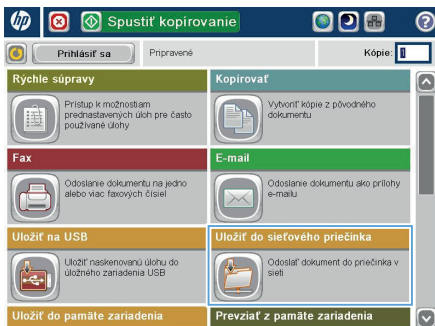 hp
Spustiť kopírovanie
Prihlásiť sa
Pripravené
Kópie: 1
Rýchle súpravy
Kopírovať
Prístup k možnostiam
prednastavených úloh pre často
používané úlohy
Vytvoriť kópie z pôvodného
dokumentu
Fax
E-mail
Odoslanie dokumentu na jedno
alebo viac faxových čísiel
Odoslanie dokumentu ako prílohy
e-mailu
Uložiť na USB
Uložiť do sieťového priečinka
Uložiť naskenovanú úlohu do
úložného zariadenia USB
Odoslať dokument do priečinka v
sieti
Uložiť do pamäte zariadenia
Prevziať z pamäte zariadenia